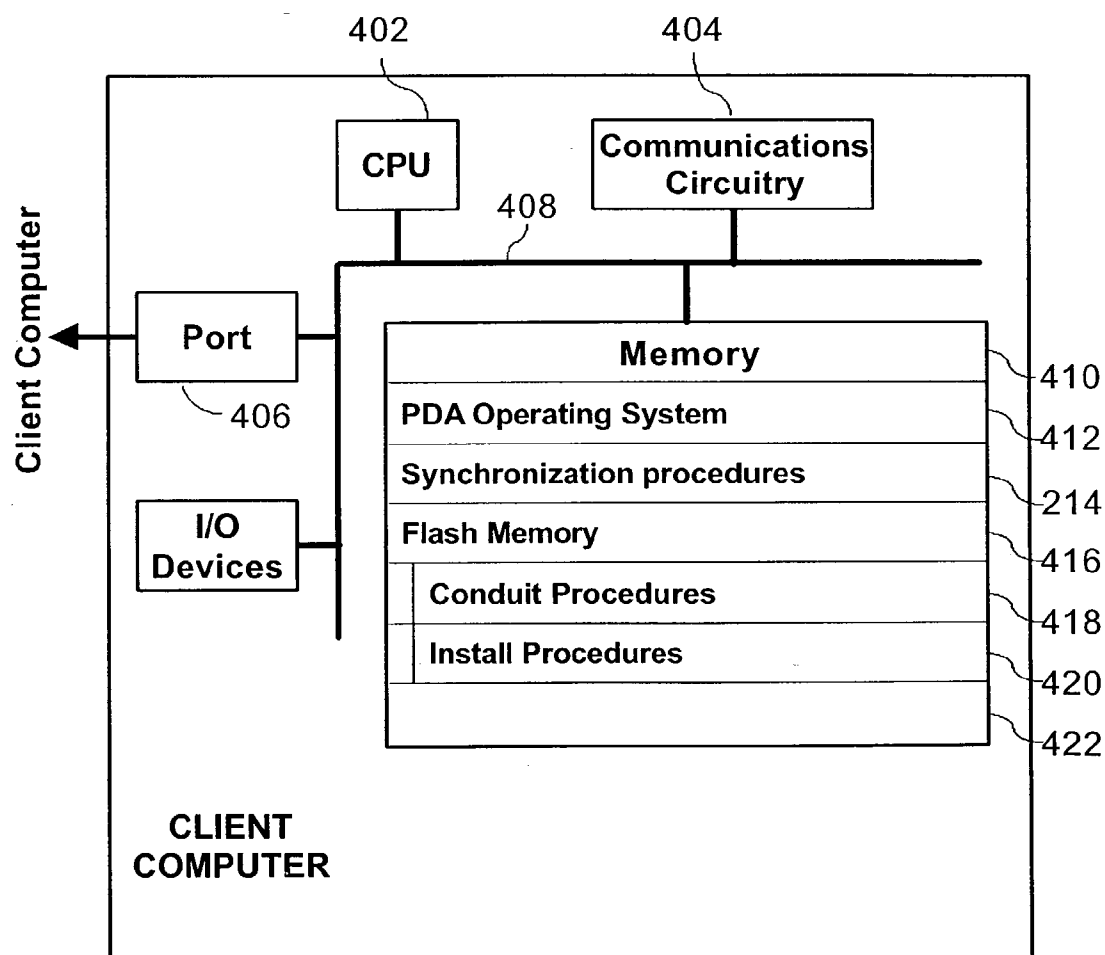 402
404
CPU
Communications
Circuitry
408
Client Computer
Port
406
Memory
410
PDA Operating System
412
Synchronization procedures
214
Flash Memory
416
I/O
Devices
Conduit Procedures
418
Install Procedures
420
422
CLIENT
COMPUTER